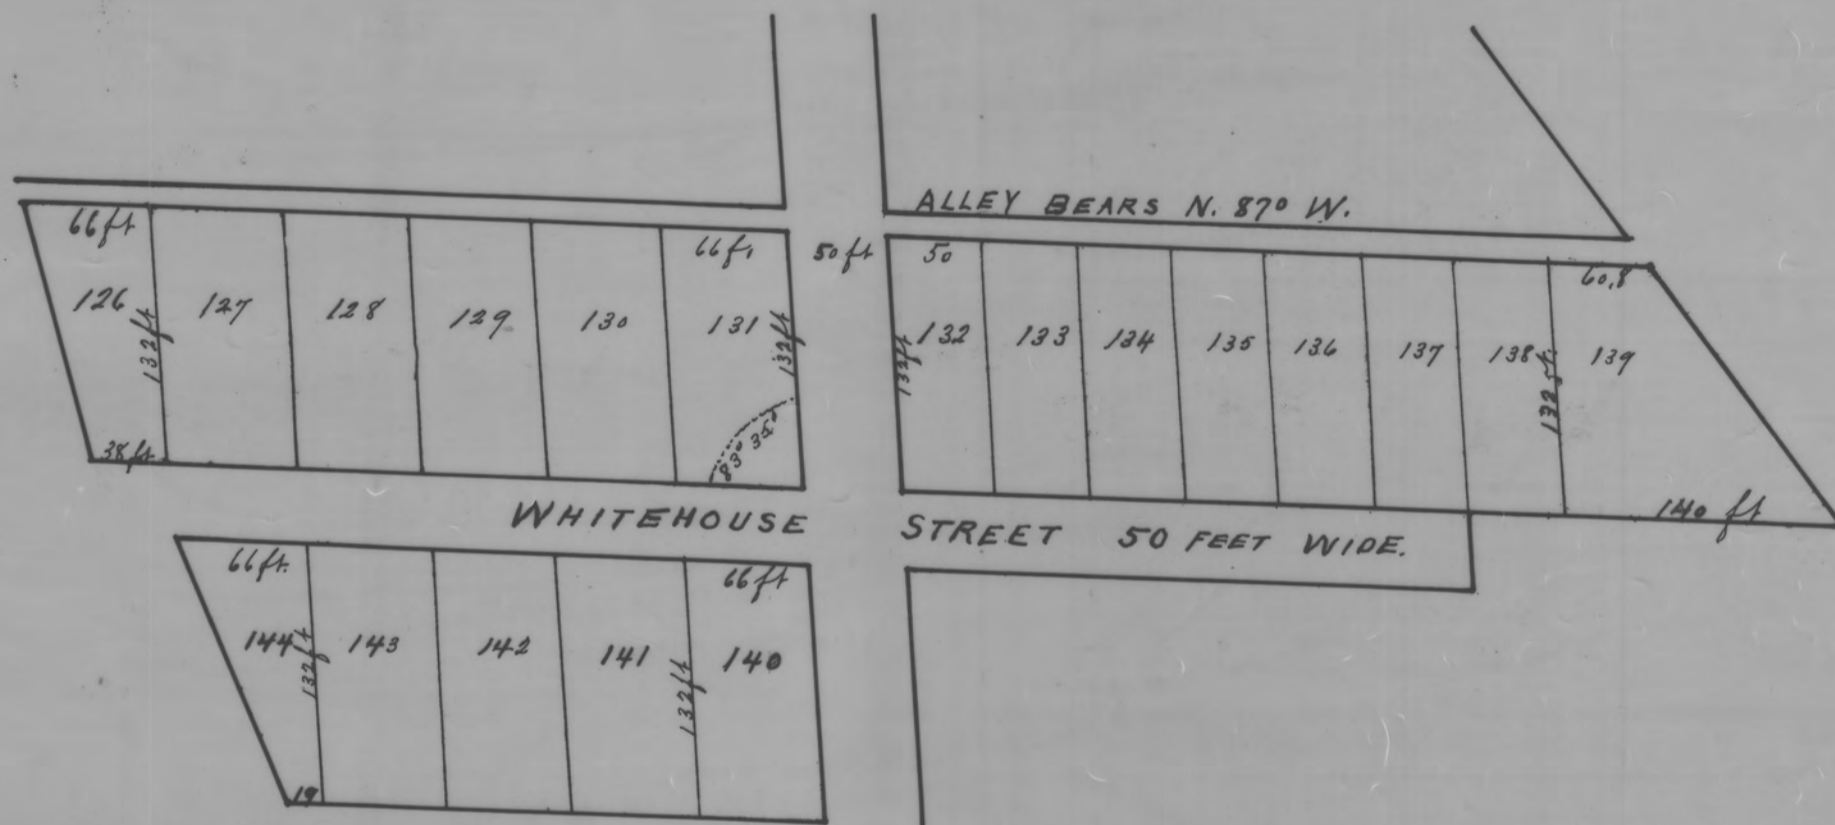 ALLEY BEARS N. 87° W.
66ft
66ft
50ft
50
60.8
126
127
128
129
130
131
132
133
134
135
136
137
138
139
132ft
132ft
132ft
132ft
83° 35'
38ft
140 ft
WHITEHOUSE STREET 50 FEET WIDE.
66ft.
66ft
144
143
142
141
140
132ft
132ft
19